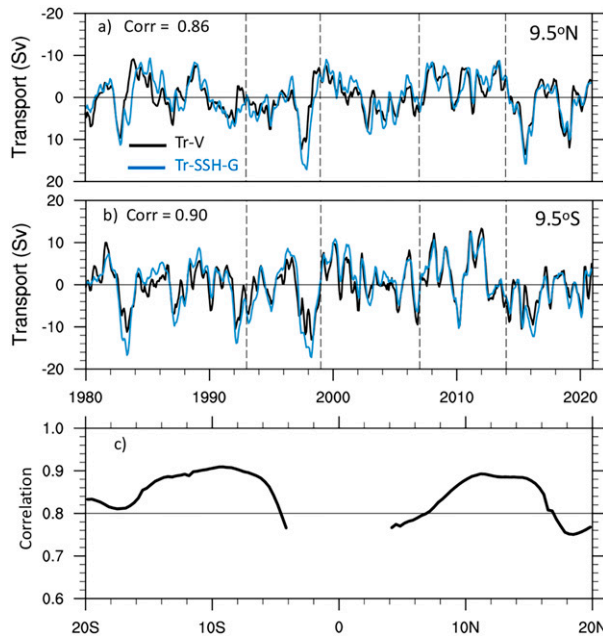 a) Corr = 0.86
9.5ºN
-20
-10
0
10
20
Transport (Sv)
Tr-V
Tr-SSH-G
b) Corr = 0.90
9.5ºS
20
10
0
-10
-20
Transport (Sv)
1980
1990
2000
2010
2020
c)
1.0
0.9
0.8
0.7
0.6
Correlation
20S
10S
0
10N
20N